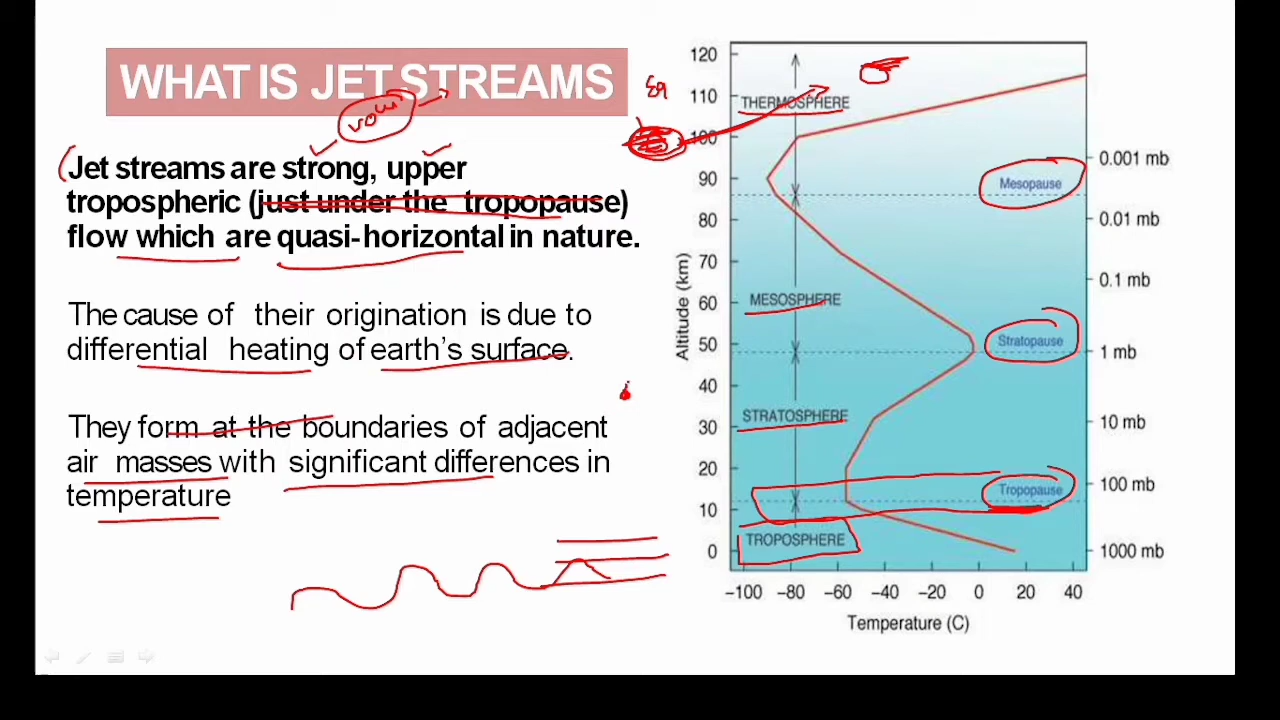 WHAT IS JET STREAMS
Jet streams are strong, upper
tropospheric (just under the tropopause)
flow which are quasi-horizontal in nature.
The cause of their origination is due to
differential heating of earth's surface.
They form at the boundaries of adjacent
air masses with significant differences in
temperature
Altitude (km)
120
110
100
90
80
70
60
50
40
30
20
10
0
THERMOSPHERE
MESOSPHERE
STRATOSPHERE
TROPOSPHERE
Mesopause
Stratopause
Tropopause
0.001 mb
0.01 mb
0.1 mb
1 mb
10 mb
100 mb
1000 mb
-100 -80 -60 -40 -20 0 20 40
Temperature (C)